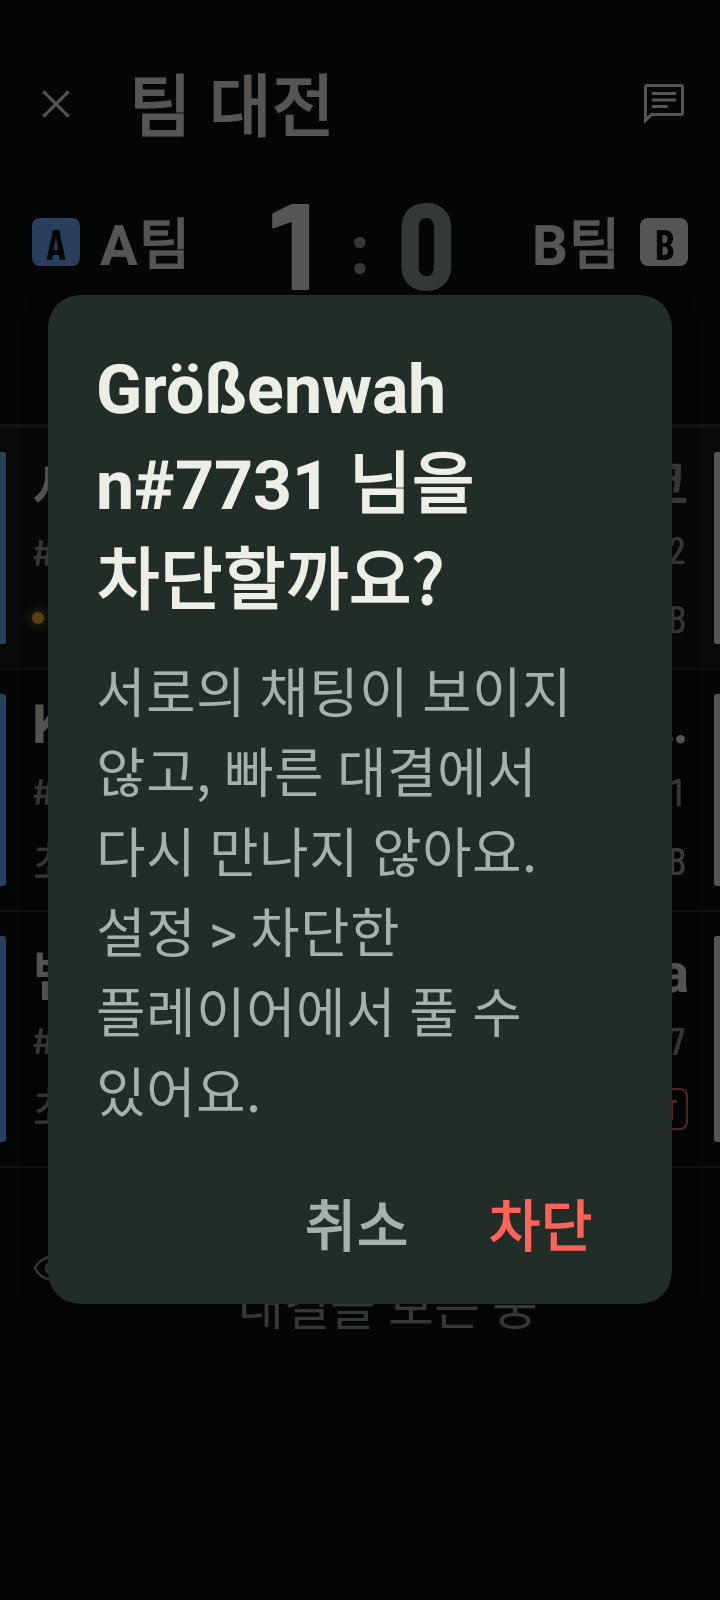 팀 대전
A A팀 1 : 0 B팀 B
Größenwah
n#7731 님을
차단할까요?
서로의 채팅이 보이지
않고, 빠른 대결에서
다시 만나지 않아요.
설정 > 차단한
플레이어에서 풀 수
있어요.
취소 차단